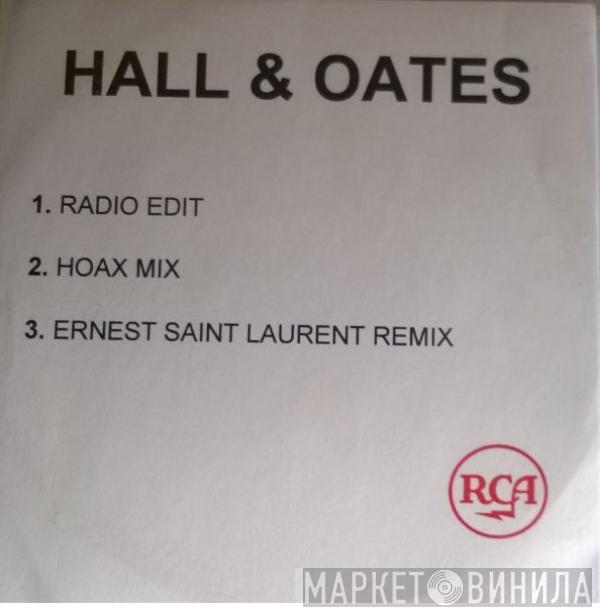 HALL & OATES
1. RADIO EDIT
2. HOAX MIX
3. ERNEST SAINT LAURENT REMIX
RCA
МАРКЕТ ВИНИЛА